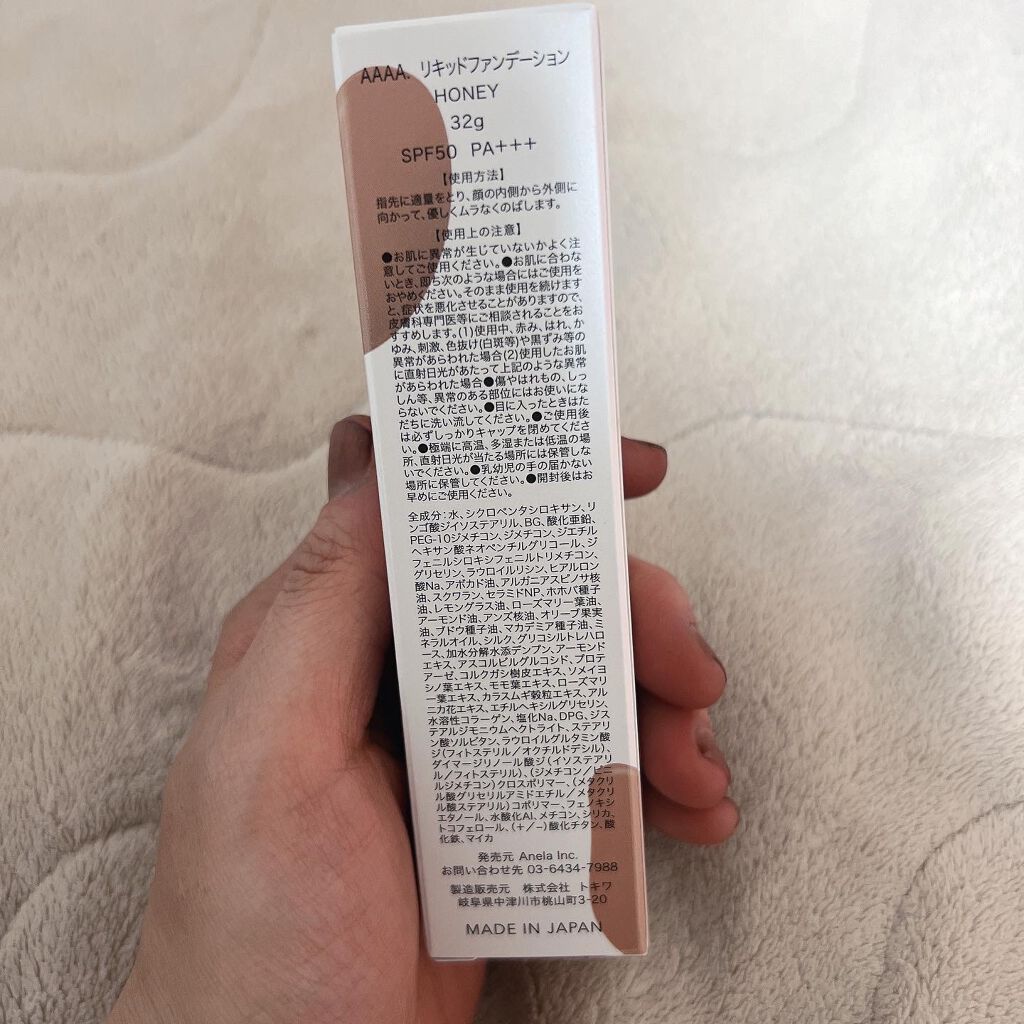 AAAA. リキッドファンデーション
HONEY
32g
SPF50 PA+++
【使用方法】
指先に適量をとり、顔の内側から外側に
向かって、優しくムラなくのばします。
【使用上の注意】
●お肌に異常が生じていないかよく注
意してご使用ください。●お肌に合わな
いとき、即ち次のような場合にはご使用を
おやめください。そのまま使用を続けます
と、症状を悪化させることがありますので、
皮膚科専門医等にご相談されることをお
すすめします。(1)使用中、赤み、はれ、か
ゆみ、刺激、色抜け(白斑等)や黒ずみ等の
異常があらわれた場合(2)使用したお肌
に直射日光があたって上記のような異常
があらわれた場合●傷やはれもの、しっ
しん等、異常のある部位にはお使いにな
らないでください。●目に入ったときはた
だちに洗い流してください。●ご使用後
は必ずしっかりキャップを閉めてくださ
い。●極端に高温、多湿または低温の場
所、直射日光が当たる場所には保管しな
いでください。●乳幼児の手の届かない
場所に保管してください。●開封後はお
早めにご使用ください。
全成分:水、シクロペンタシロキサン、リ
ンゴ酸ジイソステアリル、BG、酸化亜鉛、
PEG-10ジメチコン、ジメチコン、ジエチル
ヘキサン酸ネオペンチルグリコール、ジ
フェニルシロキシフェニルトリメチコン、
グリセリン、ラウロイルリシン、ヒアルロン
酸Na、アボカド油、アルガニアスピノサ核
油、スクワラン、セラミドNP、ホホバ種子
油、レモングラス油、ローズマリー葉油、
アーモンド油、アンズ核油、オリーブ果実
油、ブドウ種子油、マカデミア種子油、ミ
ネラルオイル、シルク、グリコシルトレハロ
ース、加水分解水添デンプン、アーモンド
エキス、アスコルビルグルコシド、プロテ
アーゼ、コルクガシ樹皮エキス、ソメイヨ
シノ葉エキス、モモ葉エキス、ローズマリ
ー葉エキス、カラスムギ穀粒エキス、アル
ニカ花エキス、エチルヘキシルグリセリン、
水溶性コラーゲン、塩化Na、DPG、ジス
テアルジモニウムヘクトライト、ステアリ
ン酸ソルビタン、ラウロイルグルタミン酸
ジ(フィトステリル/オクチルドデシル)、
ダイマージリノール酸ジ(イソステアリ
ル/フィトステリル)、(ジメチコン/ビニ
ルジメチコン)クロスポリマー、(メタクリ
ル酸グリセリルアミドエチル/メタクリ
ル酸ステアリル)コポリマー、フェノキシ
エタノール、水酸化Al、メチコン、シリカ、
トコフェロール、(+/-)酸化チタン、酸
化鉄、マイカ
発売元 Anela Inc.
お問い合わせ先 03-6434-7988
製造販売元 株式会社 トキワ
岐阜県中津川市桃山町3-20
MADE IN JAPAN